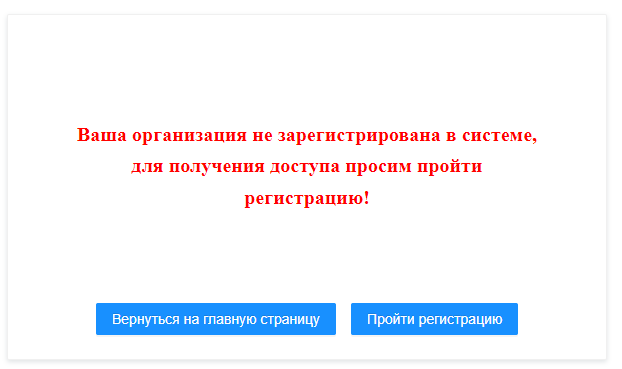 Ваша организация не зарегистрирована в системе,
для получения доступа просим пройти
регистрацию!
Вернуться на главную страницу
Пройти регистрацию